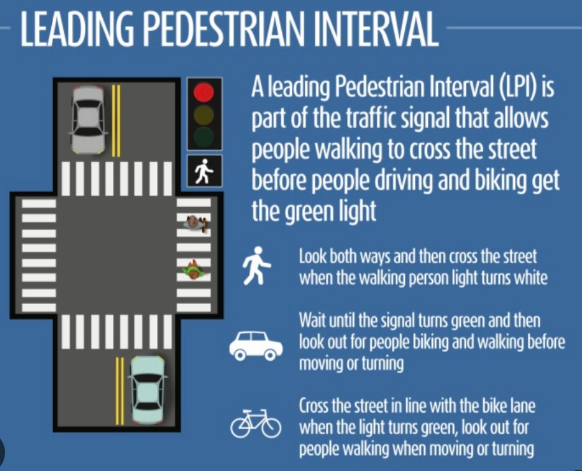 LEADING PEDESTRIAN INTERVAL
A leading Pedestrian Interval (LPI) is
part of the traffic signal that allows
people walking to cross the street
before people driving and biking get
the green light
Look both ways and then cross the street
when the walking person light turns white
Wait until the signal turns green and then
look out for people biking and walking before
moving or turning
Cross the street in line with the bike lane
when the light turns green, look out for
people walking when moving or turning